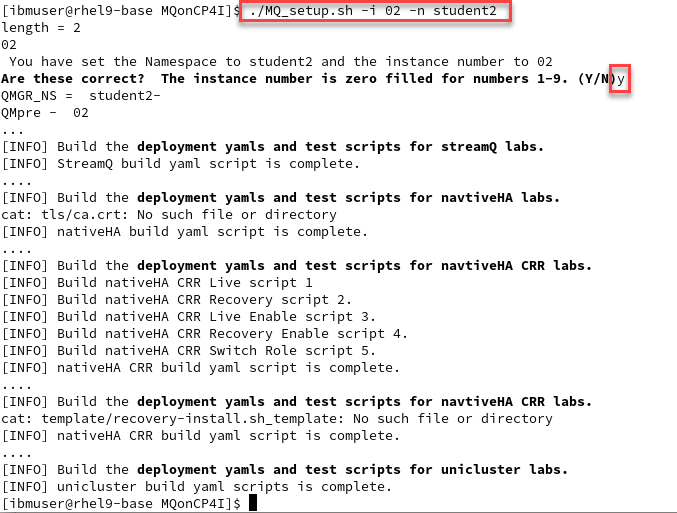 [ibmuser@rhel9-base MQonCP4I]$ ./MQ_setup.sh -i 02 -n student2
length = 2
02
 You have set the Namespace to student2 and the instance number to 02
Are these correct?  The instance number is zero filled for numbers 1-9. (Y/N)y
QMGR_NS =  student2-
QMpre -  02
...
[INFO] Build the deployment yamls and test scripts for streamQ labs.
[INFO] StreamQ build yaml script is complete.
....
[INFO] Build the deployment yamls and test scripts for navtiveHA labs.
cat: tls/ca.crt: No such file or directory
[INFO] nativeHA build yaml script is complete.
....
[INFO] Build the deployment yamls and test scripts for navtiveHA CRR labs.
[INFO] Build nativeHA CRR Live script 1
[INFO] Build nativeHA CRR Recovery script 2.
[INFO] Build nativeHA CRR Live Enable script 3.
[INFO] Build nativeHA CRR Recovery Enable script 4.
[INFO] Build nativeHA CRR Switch Role script 5.
[INFO] nativeHA CRR build yaml script is complete.
....
[INFO] Build the deployment yamls and test scripts for navtiveHA CRR labs.
cat: template/recovery-install.sh_template: No such file or directory
[INFO] nativeHA CRR build yaml script is complete.
....
[INFO] Build the deployment yamls and test scripts for unicluster labs.
[INFO] unicluster build yaml scripts is complete.
[ibmuser@rhel9-base MQonCP4I]$